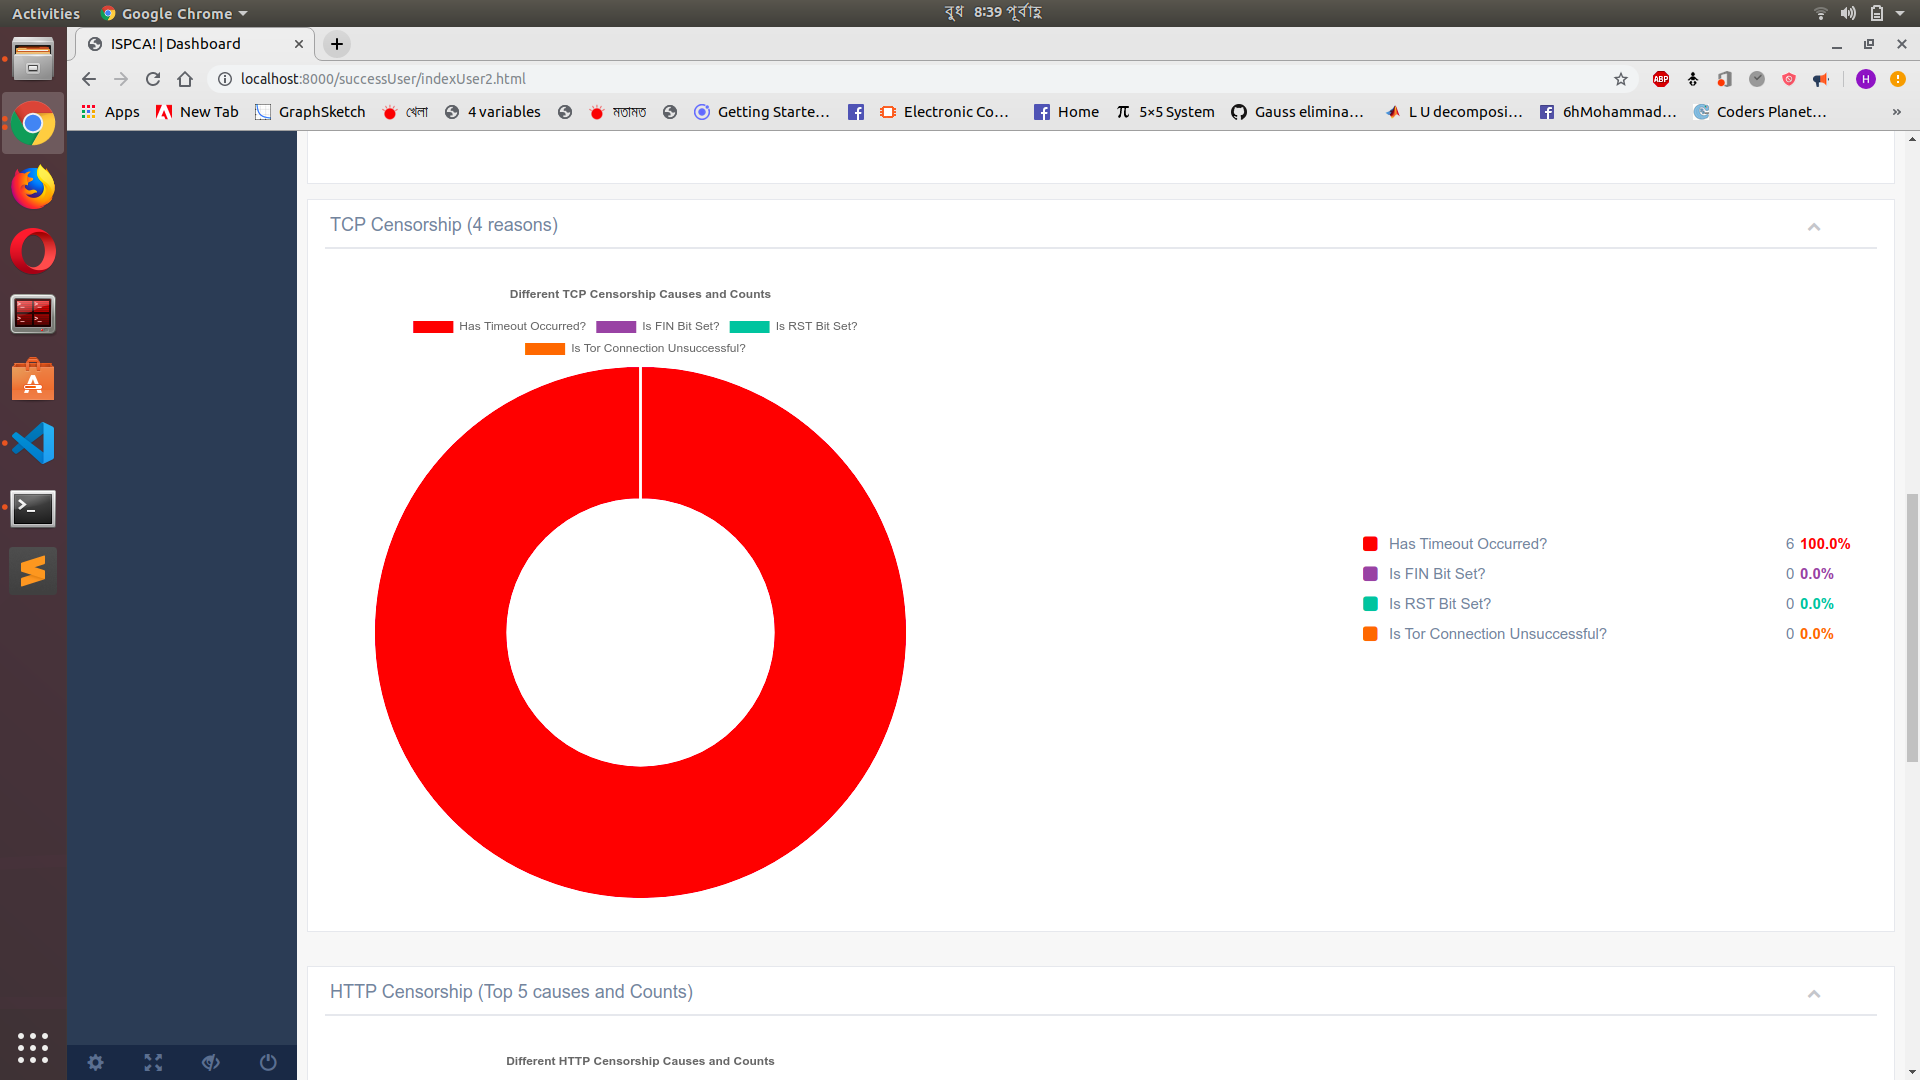 Activities Google Chrome বুধ 8:39 পূর্বাহ্ণ
ISPCA! | Dashboard
localhost:8000/successUser/indexUser2.html ABP H
Apps New Tab GraphSketch খেলা 4 variables মতামত Getting Starte... Electronic Co... Home 5×5 System Gauss elimina... L U decomposi... 6hMohammad... Coders Planet... »
TCP Censorship (4 reasons)
Different TCP Censorship Causes and Counts
Has Timeout Occurred? Is FIN Bit Set? Is RST Bit Set?
Is Tor Connection Unsuccessful?
Has Timeout Occurred? 6 100.0%
Is FIN Bit Set? 0 0.0%
Is RST Bit Set? 0 0.0%
Is Tor Connection Unsuccessful? 0 0.0%
HTTP Censorship (Top 5 causes and Counts)
Different HTTP Censorship Causes and Counts